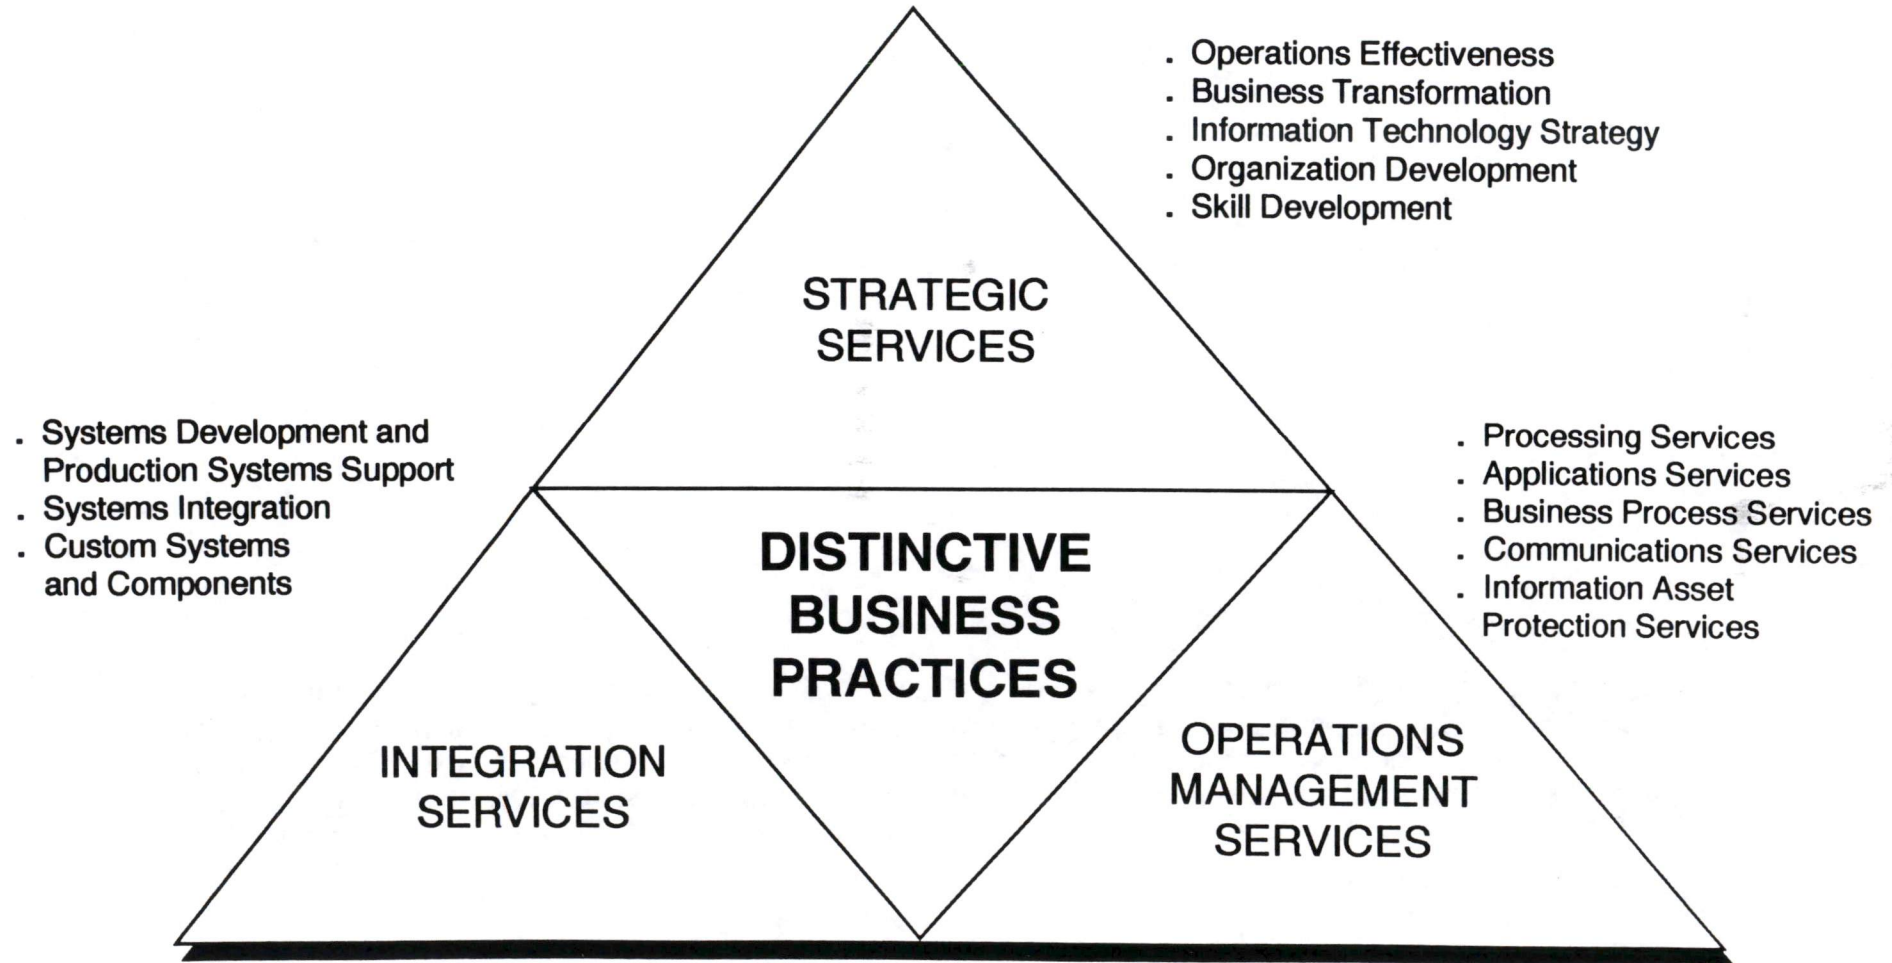 . Operations Effectiveness
. Business Transformation
. Information Technology Strategy
. Organization Development
. Skill Development
STRATEGIC
SERVICES
. Systems Development and
Production Systems Support
. Systems Integration
. Custom Systems
and Components
. Processing Services
. Applications Services
. Business Process Services
. Communications Services
. Information Asset
Protection Services
DISTINCTIVE
BUSINESS
PRACTICES
INTEGRATION
SERVICES
OPERATIONS
MANAGEMENT
SERVICES